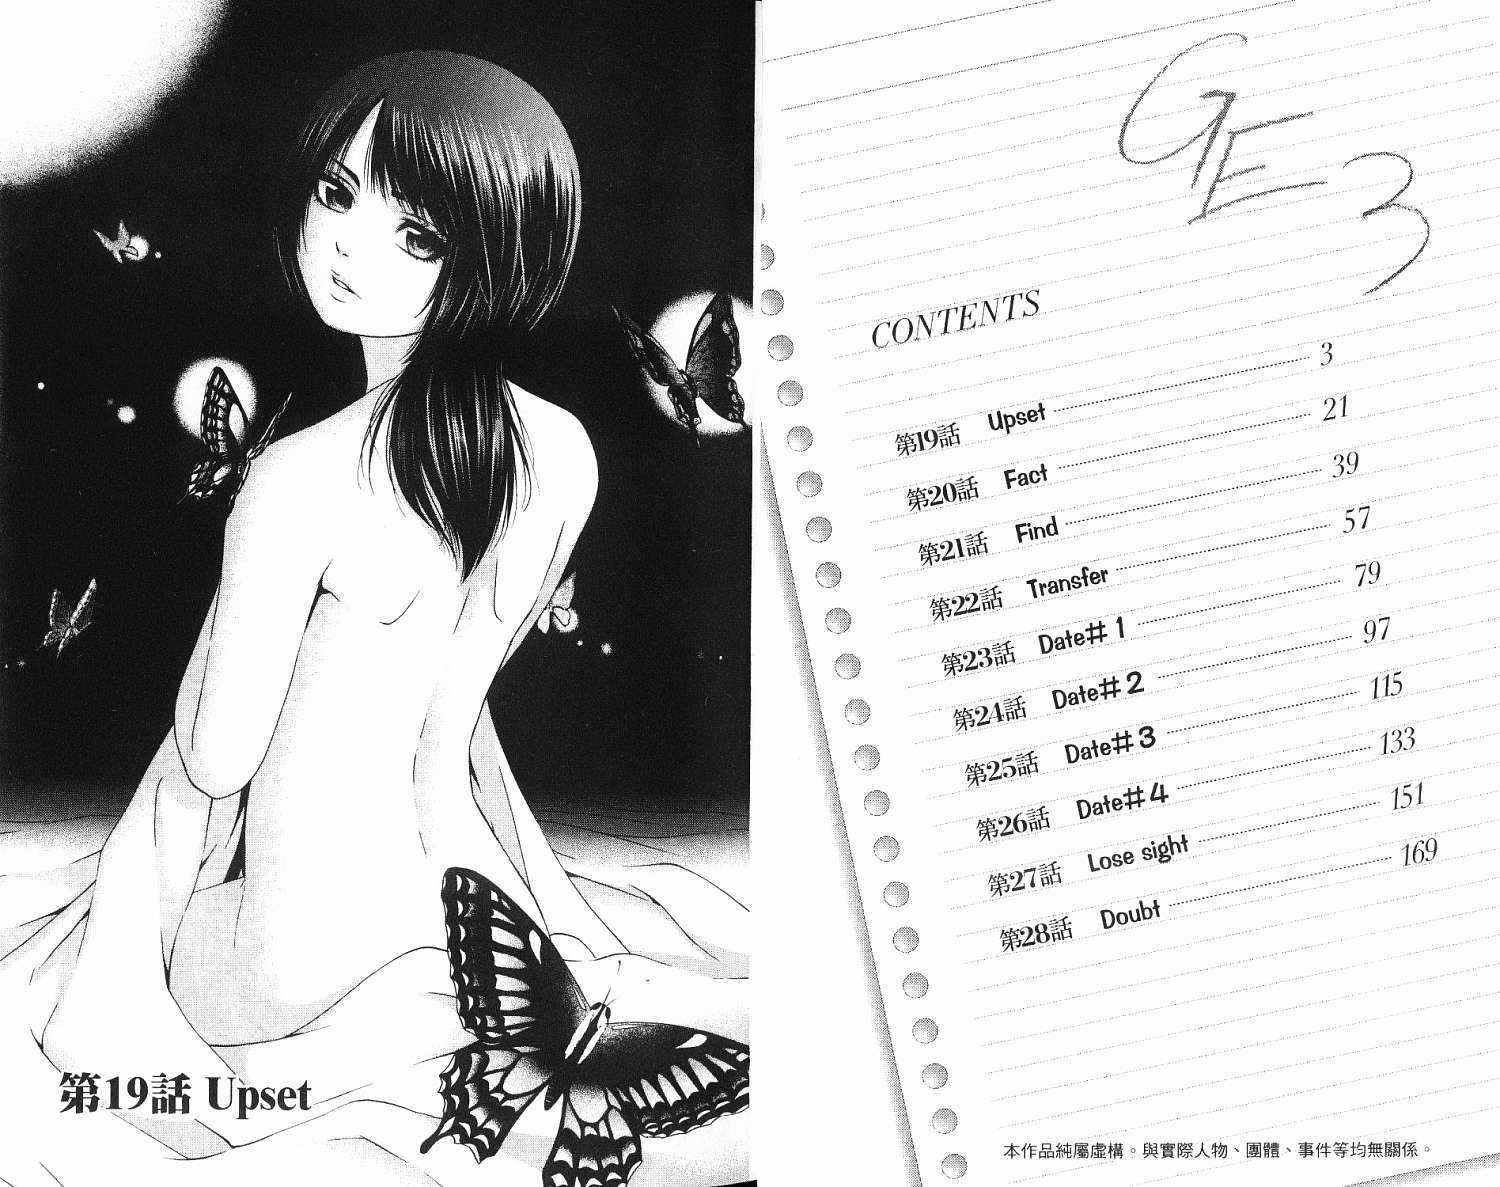 第19話 Upset
GE 3
CONTENTS
第19話 Upset 3
第20話 Fact 21
第21話 Find 39
第22話 Transfer 57
第23話 Date#1 79
第24話 Date#2 97
第25話 Date#3 115
第26話 Date#4 133
第27話 Lose sight 151
第28話 Doubt 169
本作品純屬虛構。與實際人物、團體、事件等均無關係。